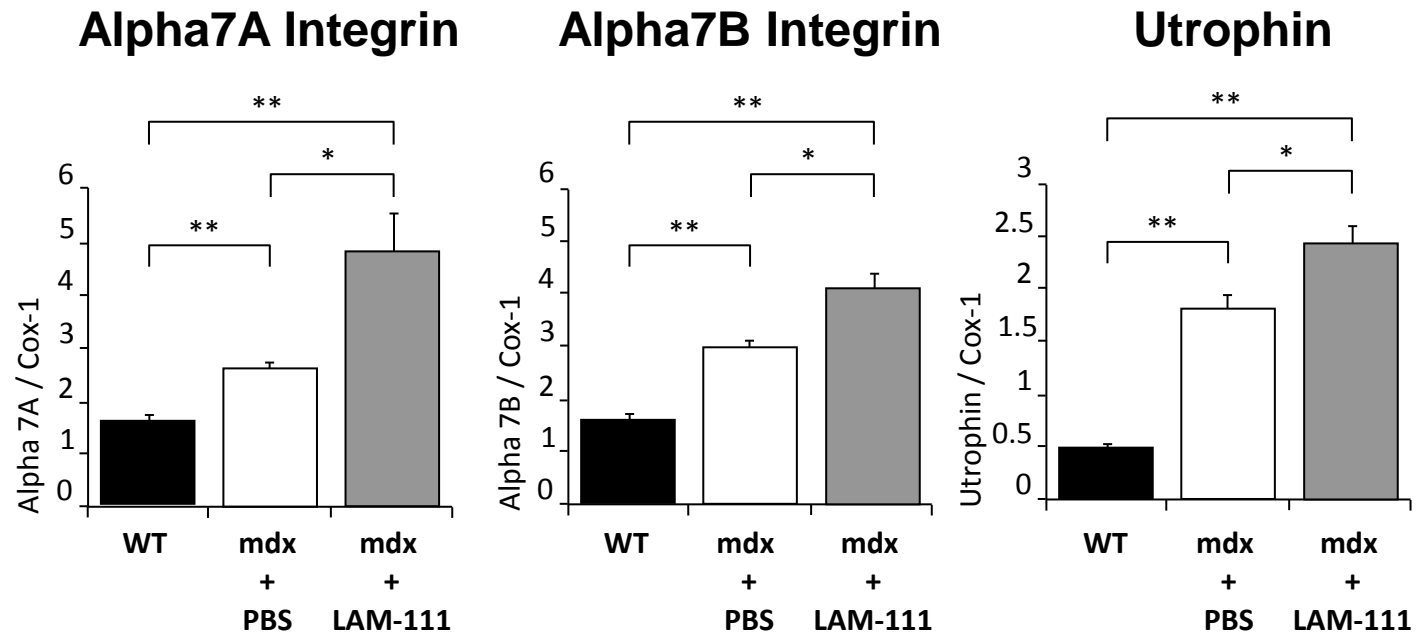 Alpha7A Integrin
**
*
**
6
5
4
3
2
1
0
Alpha 7A / Cox-1
WT
mdx
+
PBS
mdx
+
LAM-111
Alpha7B Integrin
**
*
**
6
5
4
3
2
1
0
Alpha 7B / Cox-1
WT
mdx
+
PBS
mdx
+
LAM-111
Utrophin
**
*
**
3
2.5
2
1.5
1
0.5
0
Utrophin / Cox-1
WT
mdx
+
PBS
mdx
+
LAM-111